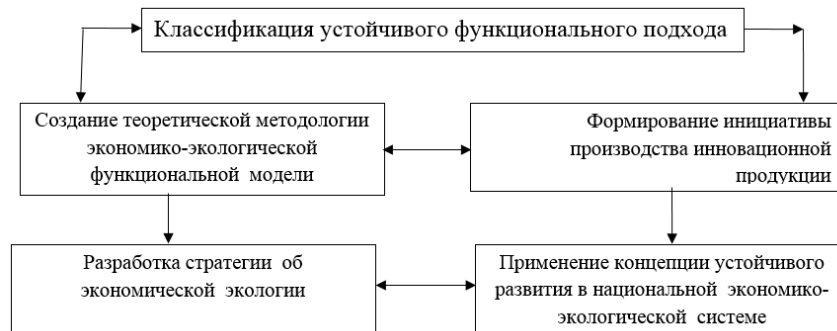 Классификация устойчивого функционального подхода
Создание теоретической методологии
экономико-экологической
функциональной модели
Формирование инициативы
производства инновационной
продукции
Разработка стратегии об
экономической экологии
Применение концепции устойчивого
развития в национальной экономико-
экологической системе